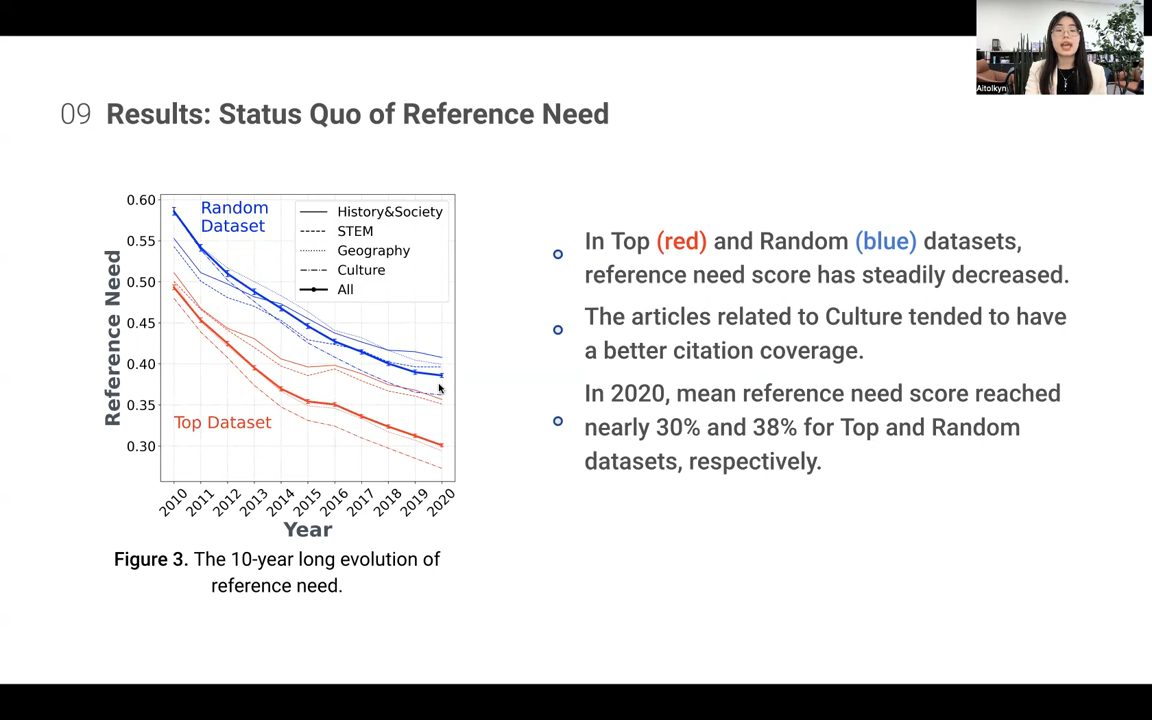 Aitolkyn
09 Results: Status Quo of Reference Need
0.60
0.55
0.50
0.45
0.40
0.35
0.30
Reference Need
Random
Dataset
Top Dataset
History&Society
STEM
Geography
Culture
All
2010
2011
2012
2013
2014
2015
2016
2017
2018
2019
2020
Year
Figure 3. The 10-year long evolution of
reference need.
In Top (red) and Random (blue) datasets,
reference need score has steadily decreased.
The articles related to Culture tended to have
a better citation coverage.
In 2020, mean reference need score reached
nearly 30% and 38% for Top and Random
datasets, respectively.